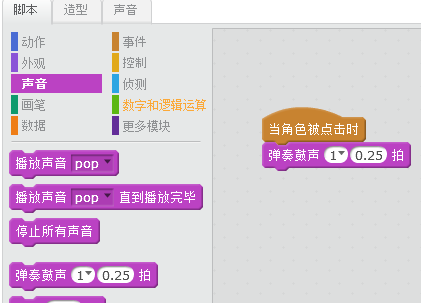 脚本 造型 声音
动作 事件
外观 控制
声音 侦测
画笔 数字和逻辑运算
数据 更多模块
播放声音 pop
播放声音 pop 直到播放完毕
停止所有声音
弹奏鼓声 1 0.25 拍
当角色被点击时
弹奏鼓声 1 0.25 拍